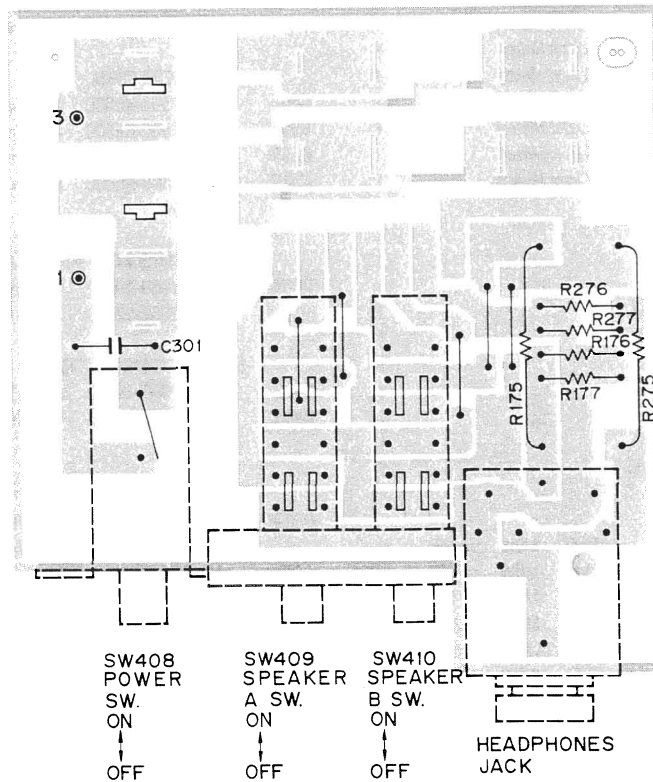 8
3
1
C301
R276
R277
R176
R177
R175
R275
SW408
POWER
SW.
ON
OFF
SW409
SPEAKER
A SW.
ON
OFF
SW410
SPEAKER
B SW.
ON
OFF
HEADPHONES
JACK